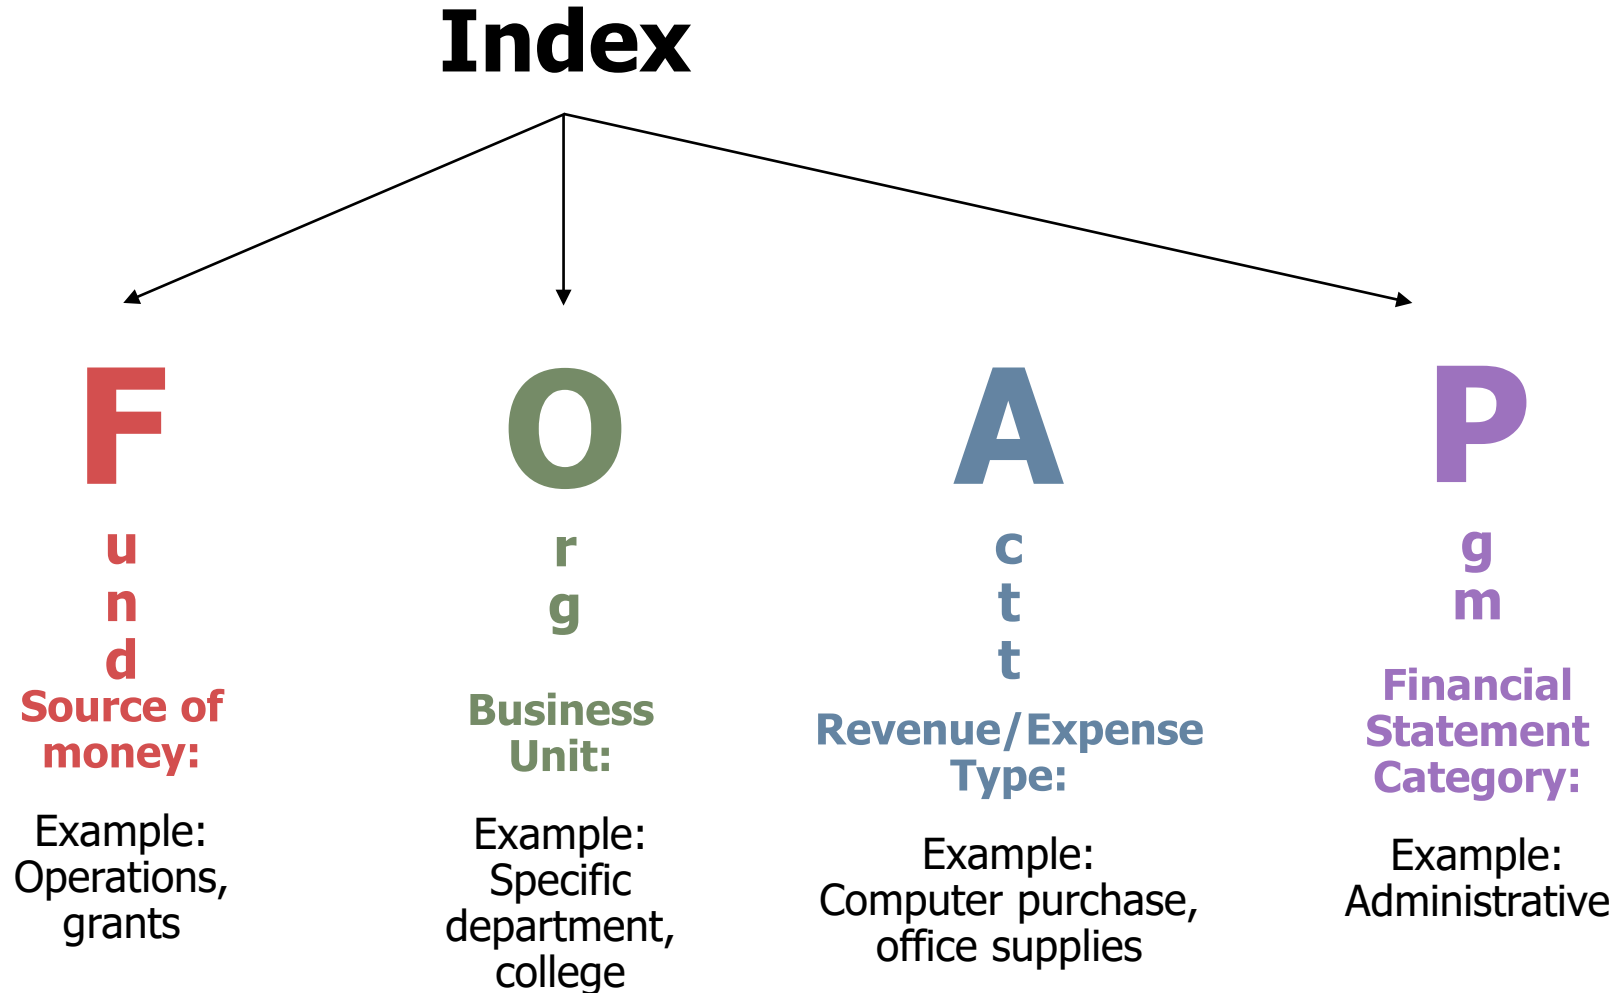 Index
F
u
n
d
Source of
money:
Example:
Operations,
grants
O
r
g
Business
Unit:
Example:
Specific
department,
college
A
c
t
t
Revenue/Expense
Type:
Example:
Computer purchase,
office supplies
P
g
m
Financial
Statement
Category:
Example:
Administrative